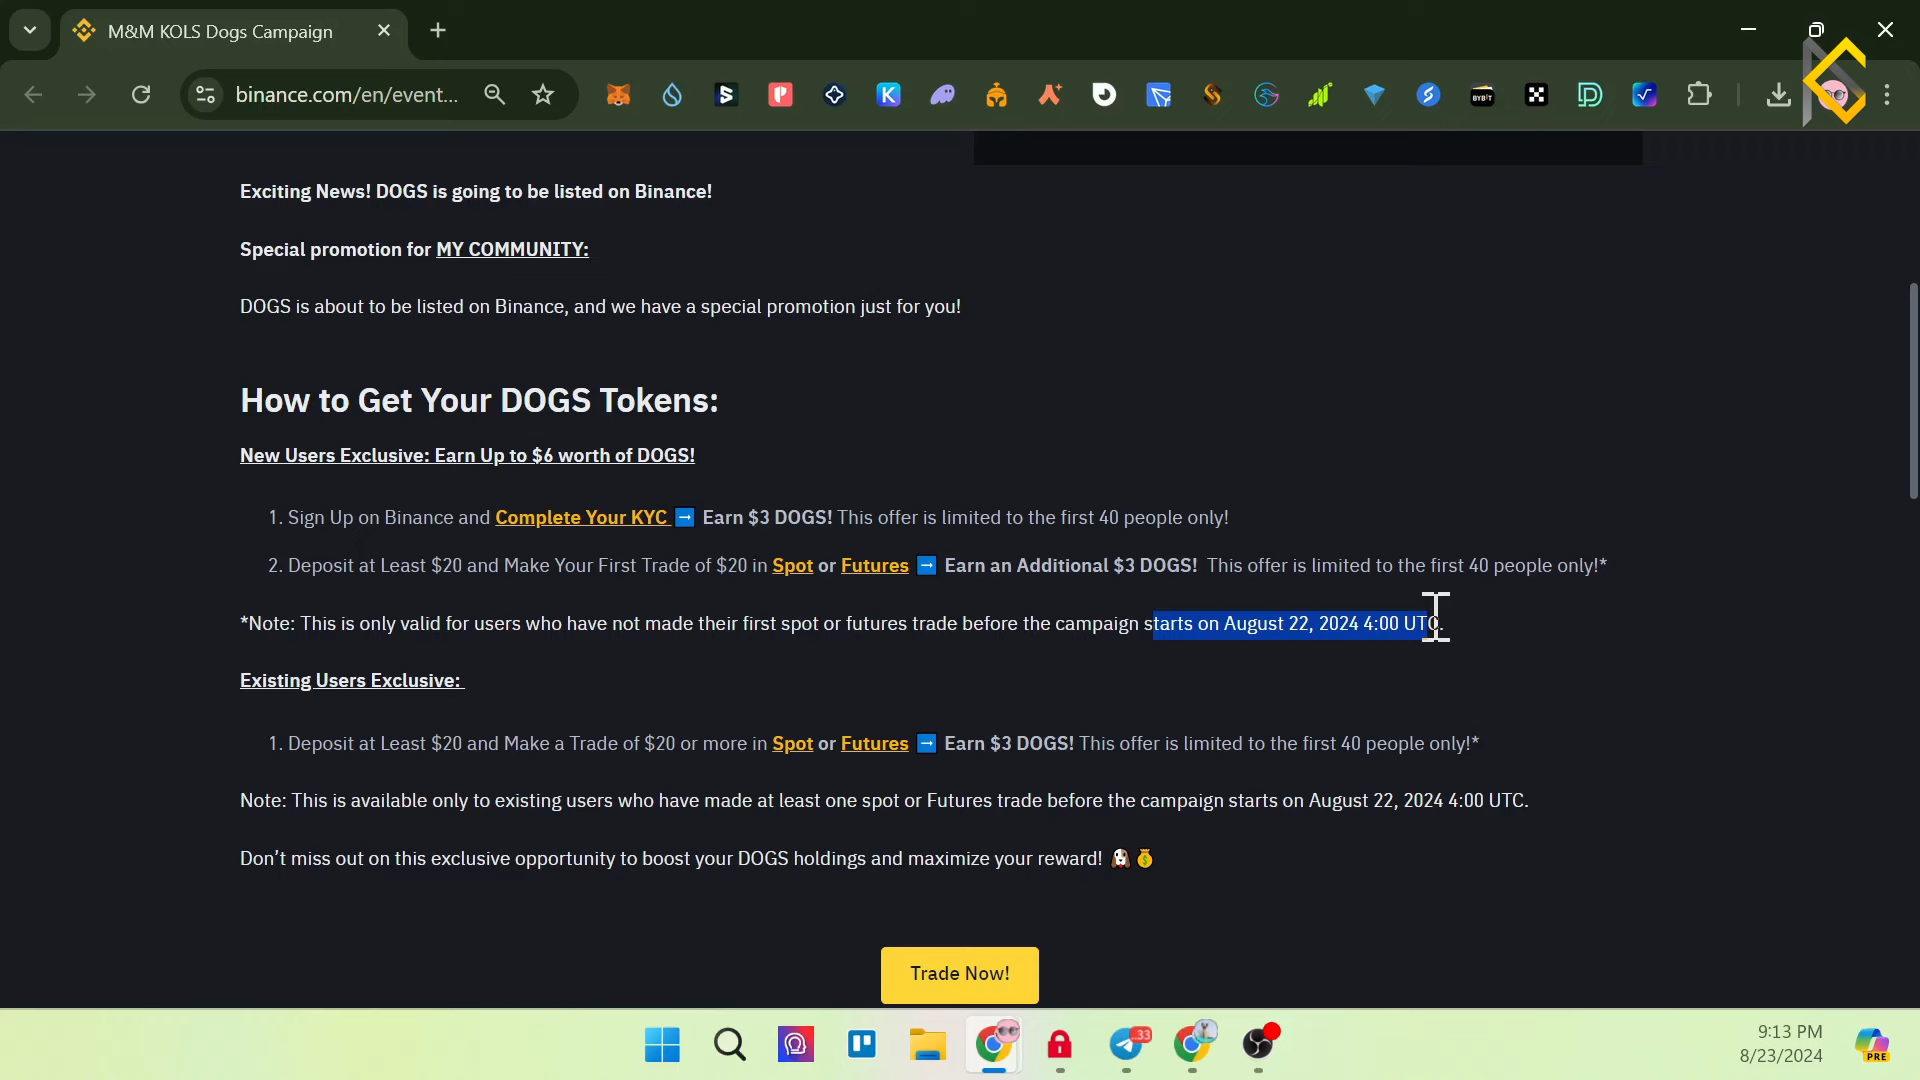 M&M KOLS Dogs Campaign
binance.com/en/event...
Exciting News! DOGS is going to be listed on Binance!
Special promotion for MY COMMUNITY:
DOGS is about to be listed on Binance, and we have a special promotion just for you!
How to Get Your DOGS Tokens:
New Users Exclusive: Earn Up to $6 worth of DOGS!
1. Sign Up on Binance and Complete Your KYC ➡ Earn $3 DOGS! This offer is limited to the first 40 people only!
2. Deposit at Least $20 and Make Your First Trade of $20 in Spot or Futures ➡ Earn an Additional $3 DOGS! This offer is limited to the first 40 people only!*
*Note: This is only valid for users who have not made their first spot or futures trade before the campaign starts on August 22, 2024 4:00 UTC.
Existing Users Exclusive:
1. Deposit at Least $20 and Make a Trade of $20 or more in Spot or Futures ➡ Earn $3 DOGS! This offer is limited to the first 40 people only!*
Note: This is available only to existing users who have made at least one spot or Futures trade before the campaign starts on August 22, 2024 4:00 UTC.
Don’t miss out on this exclusive opportunity to boost your DOGS holdings and maximize your reward! 🐶💰
Trade Now!
33
9:13 PM
8/23/2024
PRE